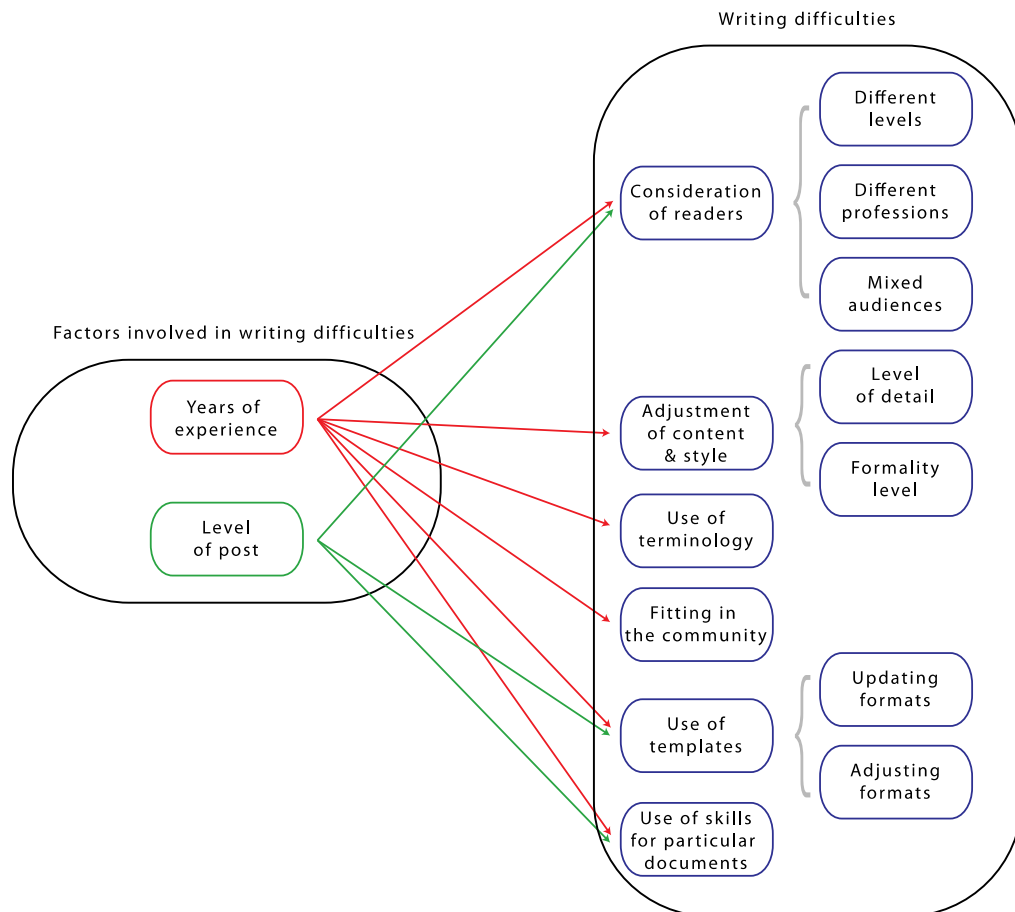 Writing difficulties
Different
levels
Consideration
of readers
Different
professions
Mixed
audiences
Factors involved in writing difficulties
Years of
experience
Level
of post
Adjustment
of content
& style
Level
of detail
Formality
level
Use of
terminology
Fitting in
the community
Use of
templates
Updating
formats
Adjusting
formats
Use of skills
for particular
documents